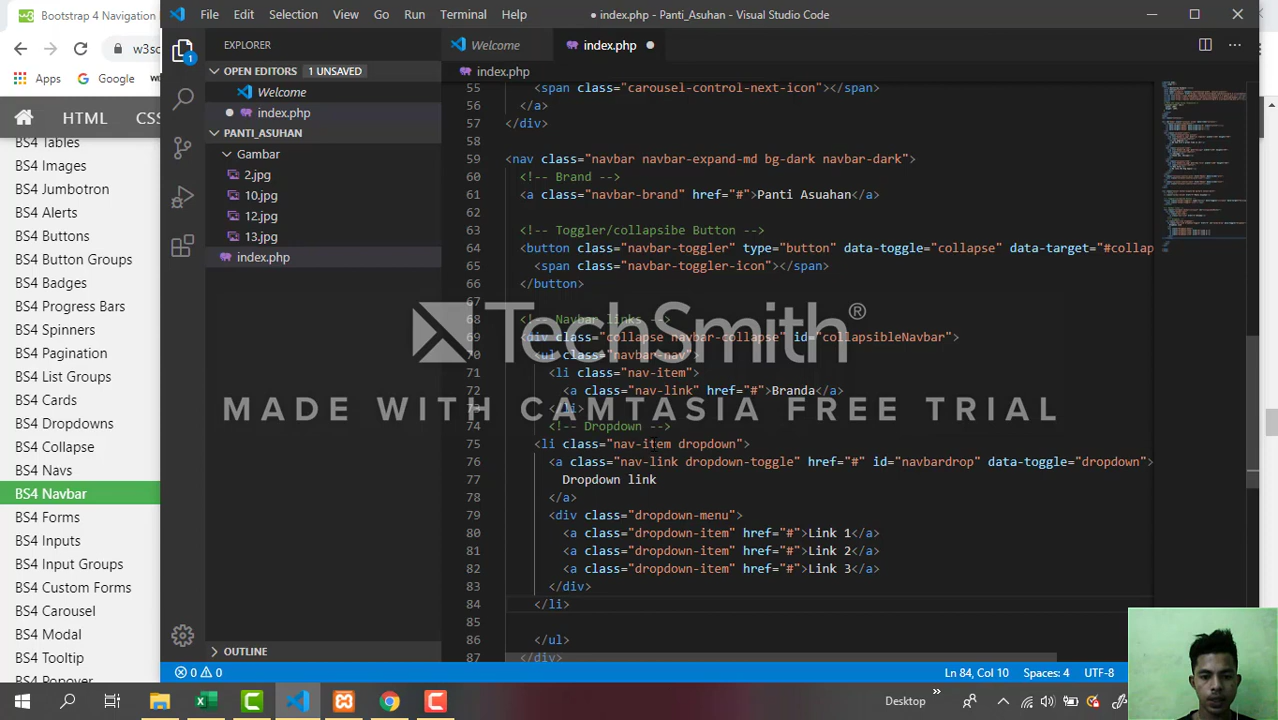 Bootstrap 4 Navigation
w3sc
Apps
Google
HTML
CSS
BS4 Tables
BS4 Images
BS4 Jumbotron
BS4 Alerts
BS4 Buttons
BS4 Button Groups
BS4 Badges
BS4 Progress Bars
BS4 Spinners
BS4 Pagination
BS4 List Groups
BS4 Cards
BS4 Dropdowns
BS4 Collapse
BS4 Navs
BS4 Navbar
BS4 Forms
BS4 Inputs
BS4 Input Groups
BS4 Custom Forms
BS4 Carousel
BS4 Modal
BS4 Tooltip
BS4 Popover
File Edit Selection View Go Run Terminal Help
● index.php - Panti_Asuhan - Visual Studio Code
EXPLORER
OPEN EDITORS 1 UNSAVED
Welcome
index.php
PANTI_ASUHAN
Gambar
2.jpg
10.jpg
12.jpg
13.jpg
index.php
OUTLINE
Welcome index.php
index.php
55 <span class="carousel-control-next-icon"></span>
56 </a>
57 </div>
58
59 <nav class="navbar navbar-expand-md bg-dark navbar-dark">
60 <!-- Brand -->
61 <a class="navbar-brand" href="#">Panti Asuahan</a>
62
63 <!-- Toggler/collapsibe Button -->
64 <button class="navbar-toggler" type="button" data-toggle="collapse" data-target="#collap
65 <span class="navbar-toggler-icon"></span>
66 </button>
67
68 <!-- Navbar links -->
69 <div class="collapse navbar-collapse" id="collapsibleNavbar">
70 <ul class="navbar-nav">
71 <li class="nav-item">
72 <a class="nav-link" href="#">Branda</a>
73 </li>
74 <!-- Dropdown -->
75 <li class="nav-item dropdown">
76 <a class="nav-link dropdown-toggle" href="#" id="navbardrop" data-toggle="dropdown">
77 Dropdown link
78 </a>
79 <div class="dropdown-menu">
80 <a class="dropdown-item" href="#">Link 1</a>
81 <a class="dropdown-item" href="#">Link 2</a>
82 <a class="dropdown-item" href="#">Link 3</a>
83 </div>
84 </li>
85
86 </ul>
87 </div>
TechSmith®
MADE WITH CAMTASIA FREE TRIAL
0 0
Ln 84, Col 10 Spaces: 4 UTF-8
Desktop